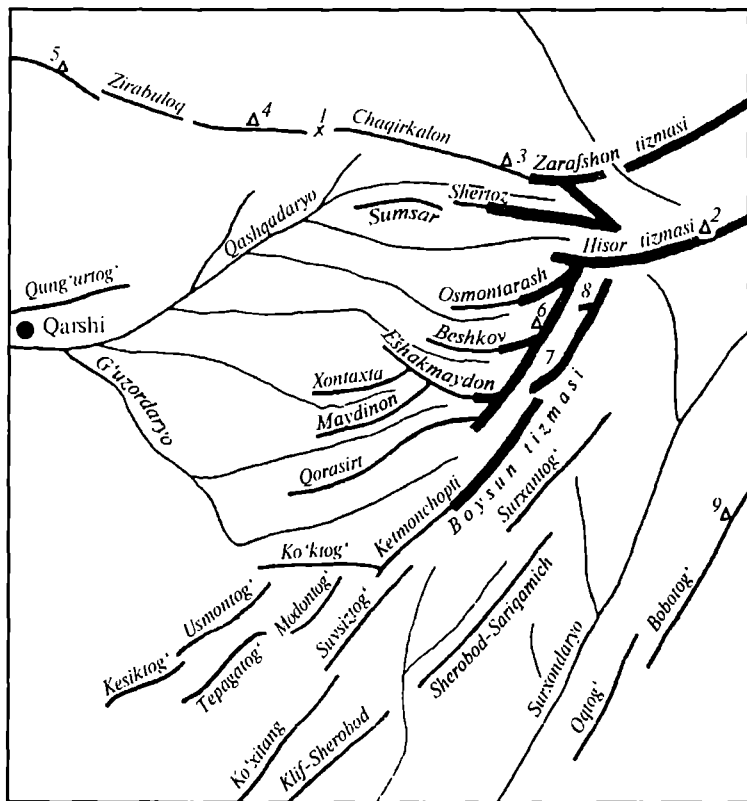 5
Zirabuloq
4
1
Chaqirkalon
3
Zarafshon tizmasi
Shertoz
Sumsar
Qashqadaryo
2
Hisor tizmasi
Qung'urtog'
Osmontarash
8
Qarshi
6
Beshkov
Eshakmaydon
7
Xontaxta
G'uzordaryo
Maydinon
Qorasirt
Boysun tizmasi
Surxantog'
Ketmonchopti
9
Ko'ktog'
Usmontog'
Modontog'
Suvsiztog'
Bobotog'
Kesiktog'
Tepagatog'
Sherobod-Sariqamich
Surxondaryo
Oqtog'
Ko'xitang
Klif-Sherobod